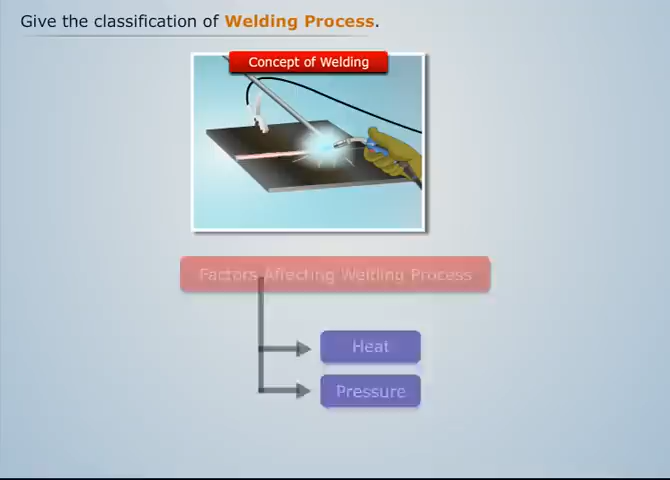 Give the classification of Welding Process.
Concept of Welding
Factors Affecting Welding Process
Heat
Pressure